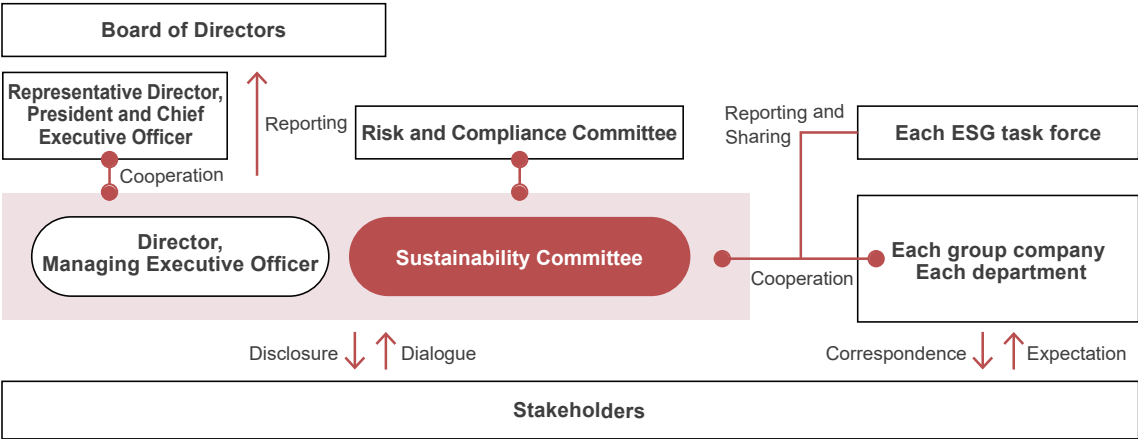 Board of Directors
Representative Director,
President and Chief
Executive Officer
Reporting
Risk and Compliance Committee
Reporting and
Sharing
Each ESG task force
Cooperation
Director,
Managing Executive Officer
Sustainability Committee
Cooperation
Each group company
Each department
Disclosure
Dialogue
Correspondence
Expectation
Stakeholders